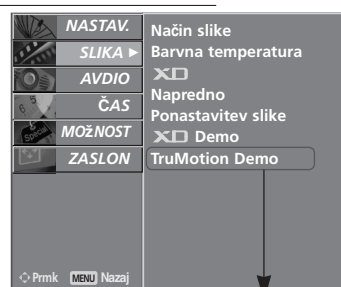 NASTAV.
SLIKA
AVDIO
ČAS
MOžNOST
ZASLON
Način slike
Barvna temperatura
XD
Napredno
Ponastavitev slike
XD Demo
TruMotion Demo
Prmk MENU Nazaj